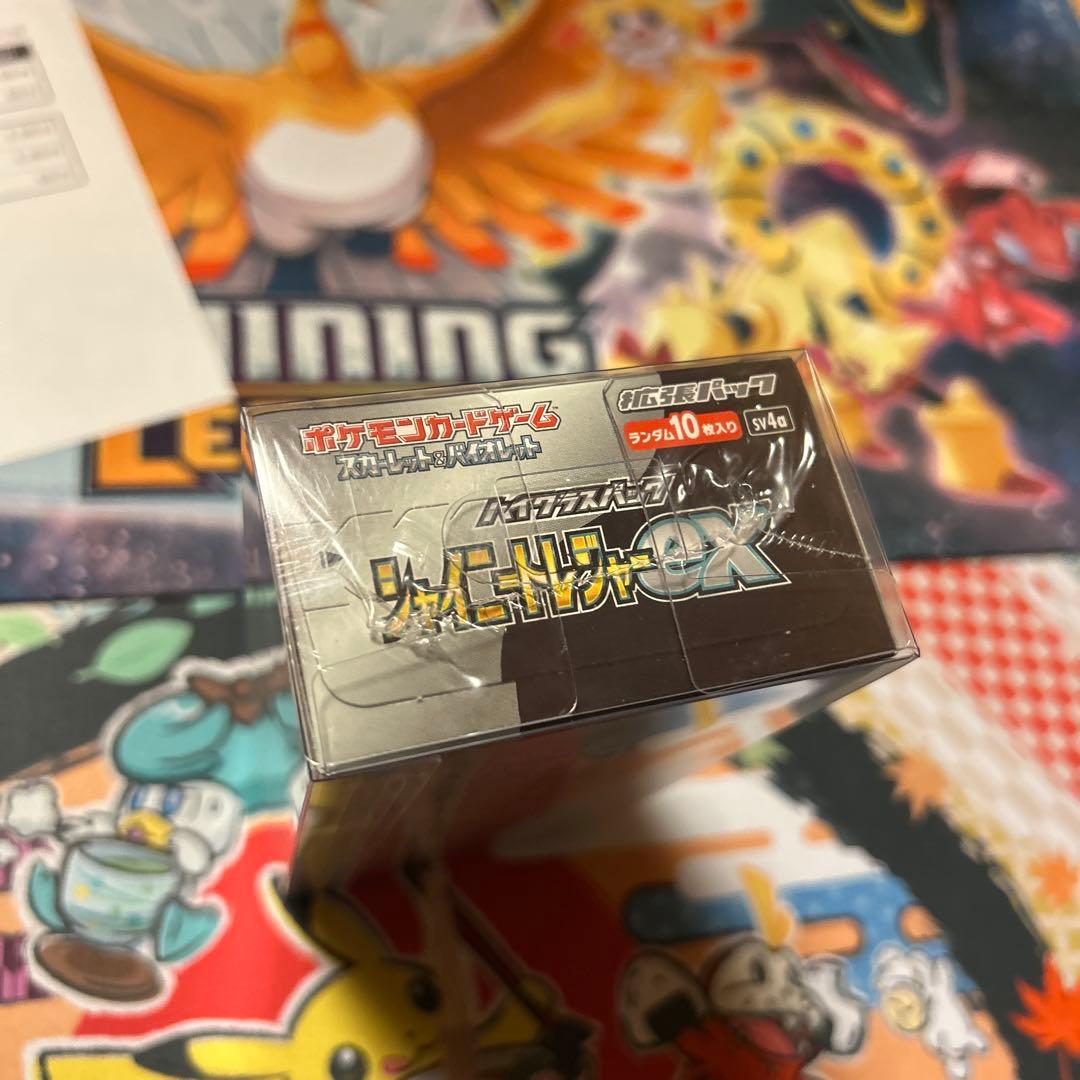 HINING
LE
ポケモンカードゲーム
スカーレット&バイオレット
拡張パック
ランダム10枚入り
sv4a
ハイクラスパック
シャイニートレジャーex